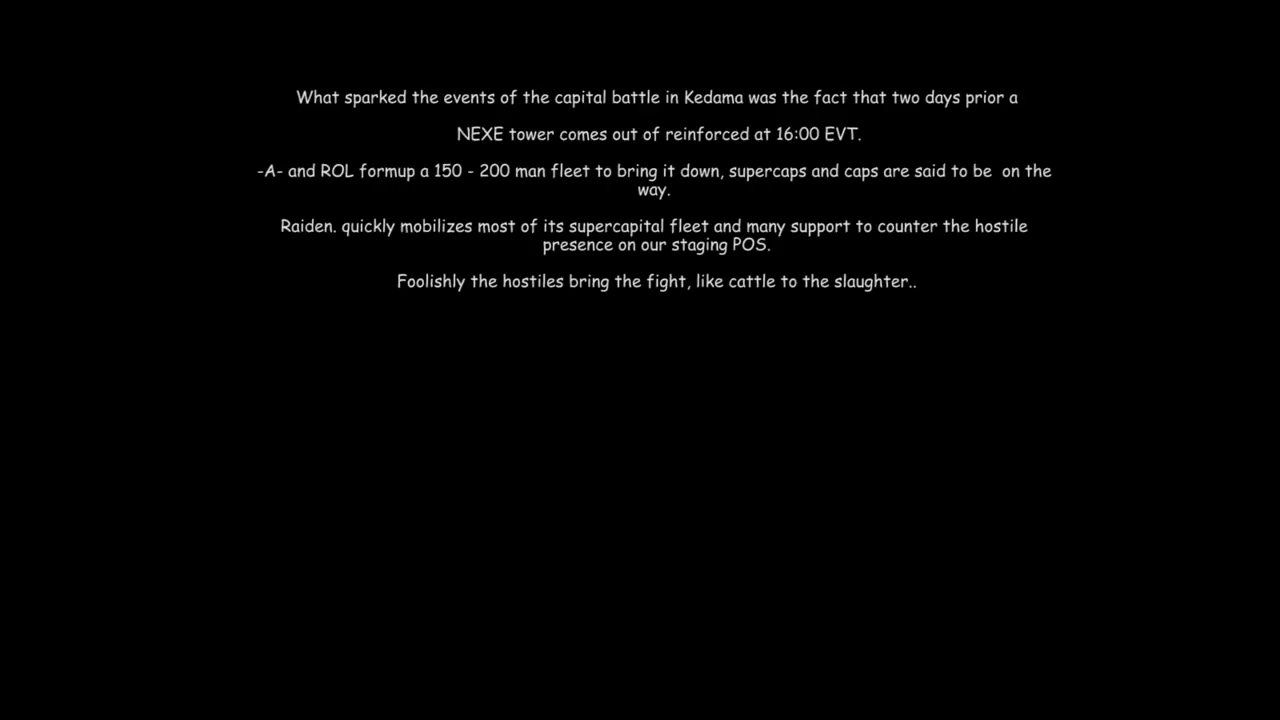 What sparked the events of the capital battle in Kedama was the fact that two days prior a
NEXE tower comes out of reinforced at 16:00 EVT.
-A- and ROL formup a 150 - 200 man fleet to bring it down, supercaps and caps are said to be  on the
way.
Raiden. quickly mobilizes most of its supercapital fleet and many support to counter the hostile
presence on our staging POS.
Foolishly the hostiles bring the fight, like cattle to the slaughter..